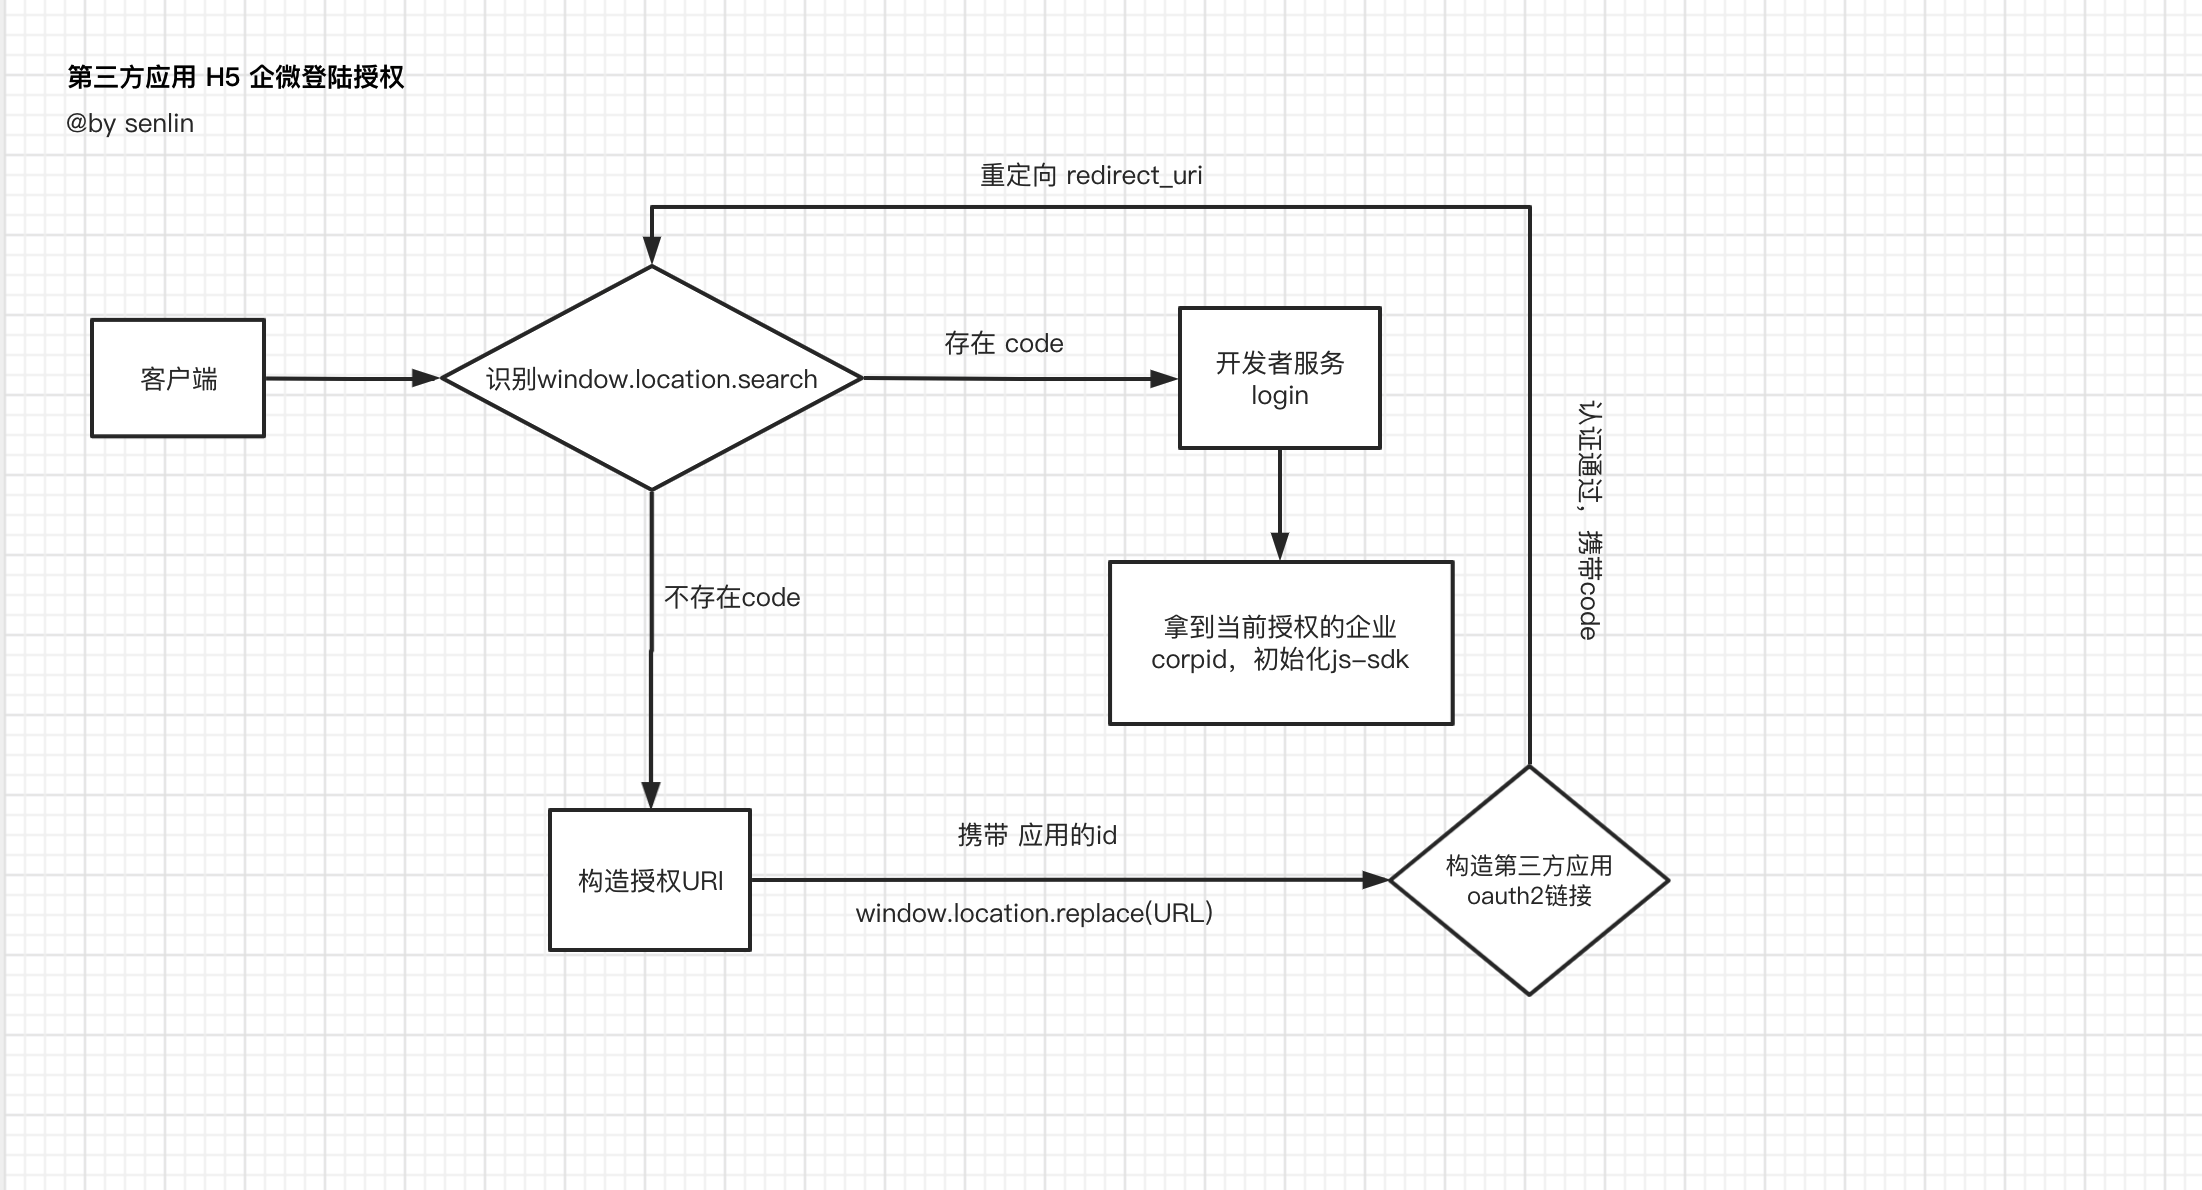 第三方应用 H5 企微登陆授权
@by senlin
重定向 redirect_uri
客户端
识别window.location.search
存在 code
开发者服务
login
认证通过，携带code
不存在code
拿到当前授权的企业
corpid，初始化js-sdk
构造授权URI
携带 应用的id
window.location.replace(URL)
构造第三方应用
oauth2链接